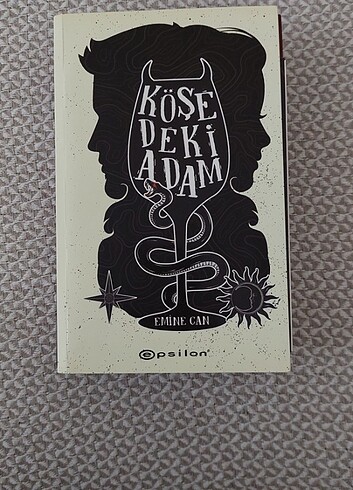 KÖŞE
DEKİ
ADAM
EMİNE CAN
epsilon